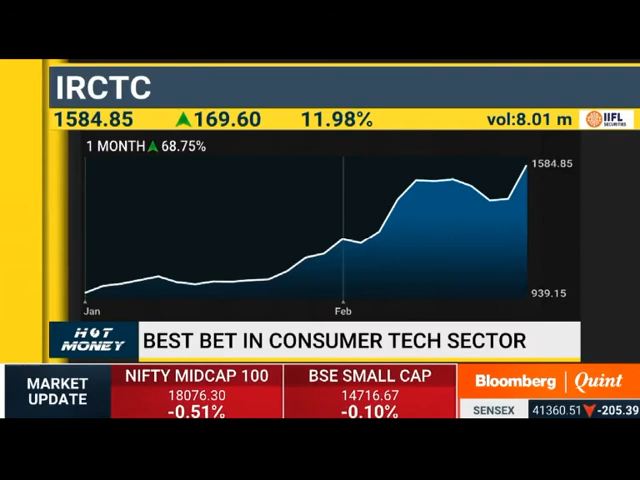 IRCTC
1584.85 169.60 11.98% vol:8.01 m IIFL SECURITIES
1 MONTH 68.75%
1584.85
939.15
Jan Feb
HOT MONEY
BEST BET IN CONSUMER TECH SECTOR
MARKET UPDATE
NIFTY MIDCAP 100
18076.30
-0.51%
BSE SMALL CAP
14716.67
-0.10%
Bloomberg | Quint
SENSEX 41360.51 -205.39